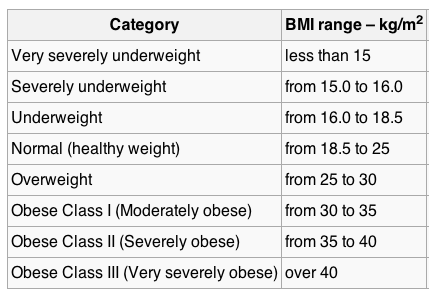 Category BMI range – kg/m²
Very severely underweight less than 15
Severely underweight from 15.0 to 16.0
Underweight from 16.0 to 18.5
Normal (healthy weight) from 18.5 to 25
Overweight from 25 to 30
Obese Class I (Moderately obese) from 30 to 35
Obese Class II (Severely obese) from 35 to 40
Obese Class III (Very severely obese) over 40